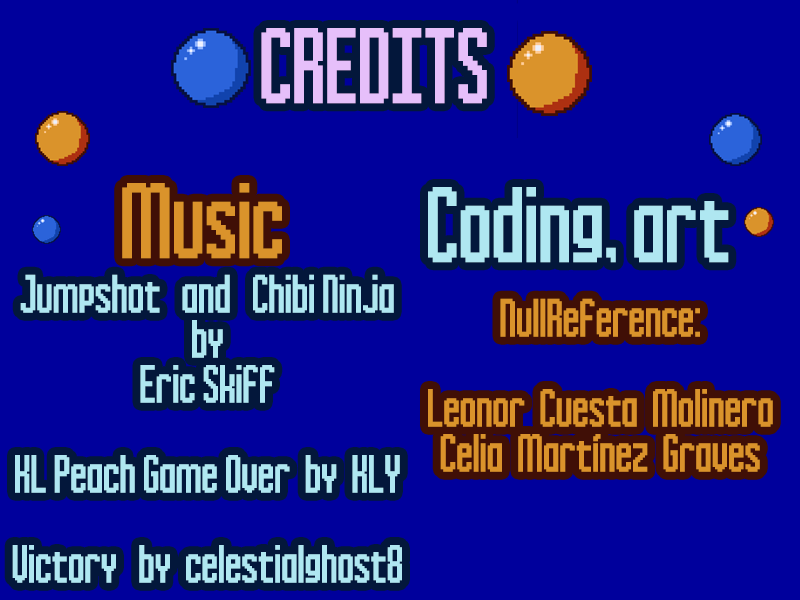 CREDITS
Music
Jumpshot and Chibi Ninja
by
Eric Skiff
KL Peach Game Over by KLY
Victory by celestialghost8
Coding, art
NullReference:
Leonor Cuesta Molinero
Celia Martínez Graves